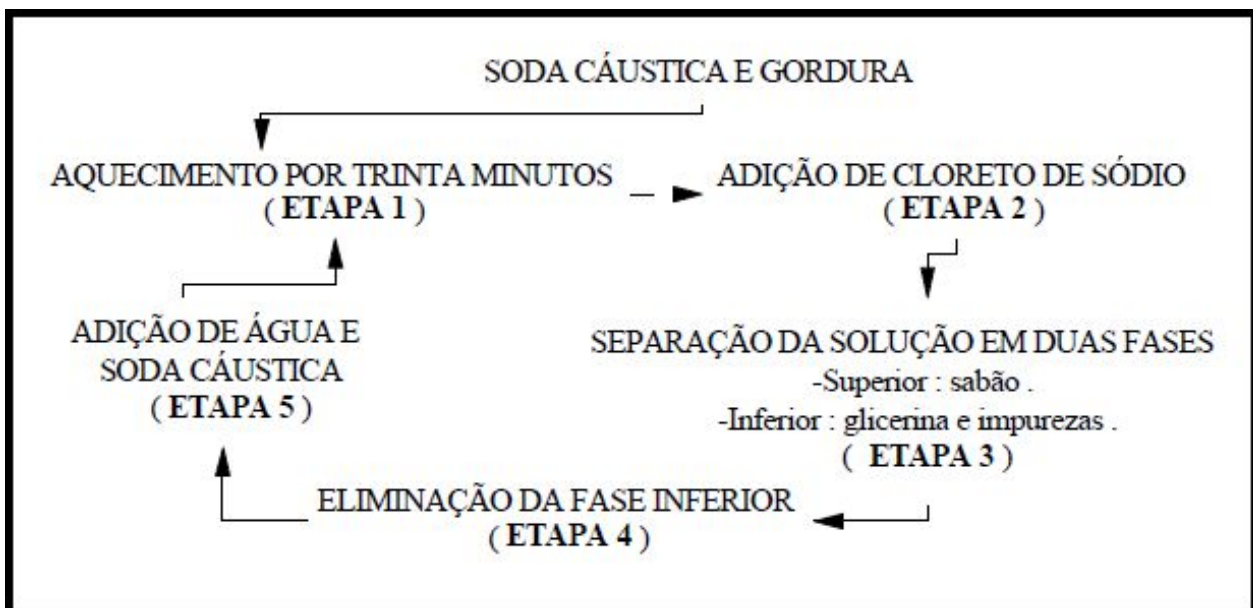 SODA CÁUSTICA E GORDURA
AQUECIMENTO POR TRINTA MINUTOS
( ETAPA 1 )
ADIÇÃO DE CLORETO DE SÓDIO
( ETAPA 2 )
SEPARAÇÃO DA SOLUÇÃO EM DUAS FASES
-Superior : sabão .
-Inferior : glicerina e impurezas .
( ETAPA 3 )
ELIMINAÇÃO DA FASE INFERIOR
( ETAPA 4 )
ADIÇÃO DE ÁGUA E
SODA CÁUSTICA
( ETAPA 5 )